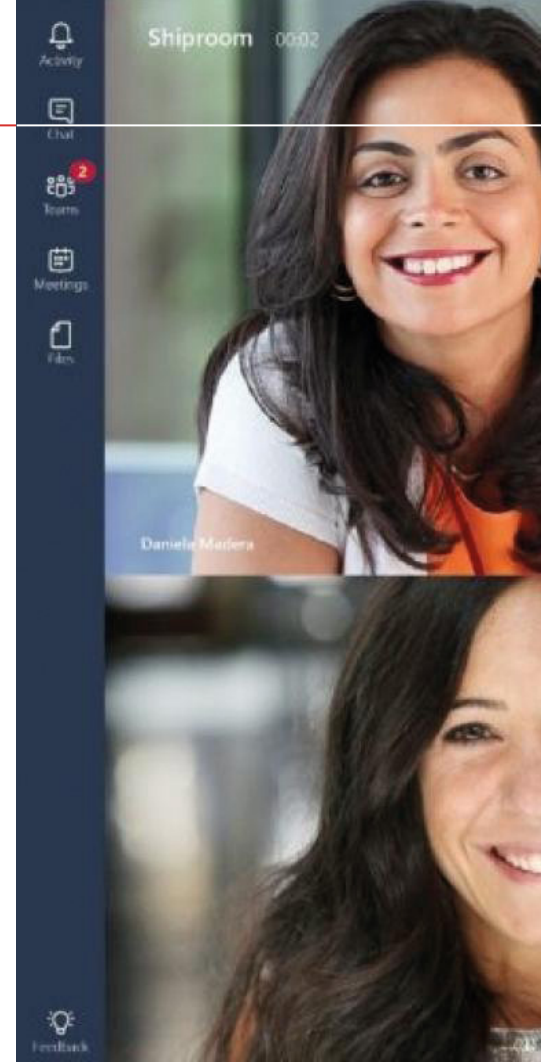 Activity
Shiproom 00:02
Chat
2
Teams
Meetings
Files
Daniela Madera
Feedback